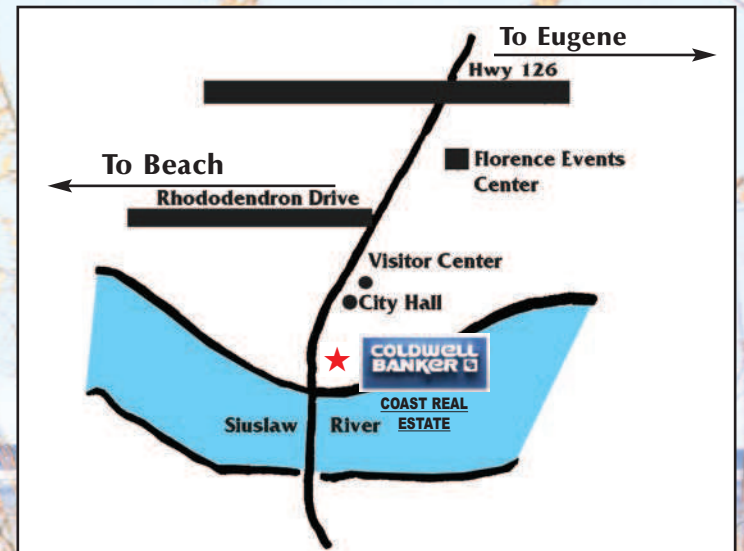 To Eugene
Hwy 126
Florence Events
Center
To Beach
Rhododendron Drive
Visitor Center
City Hall
COLDWELL
BANKER
COAST REAL
ESTATE
Siuslaw River